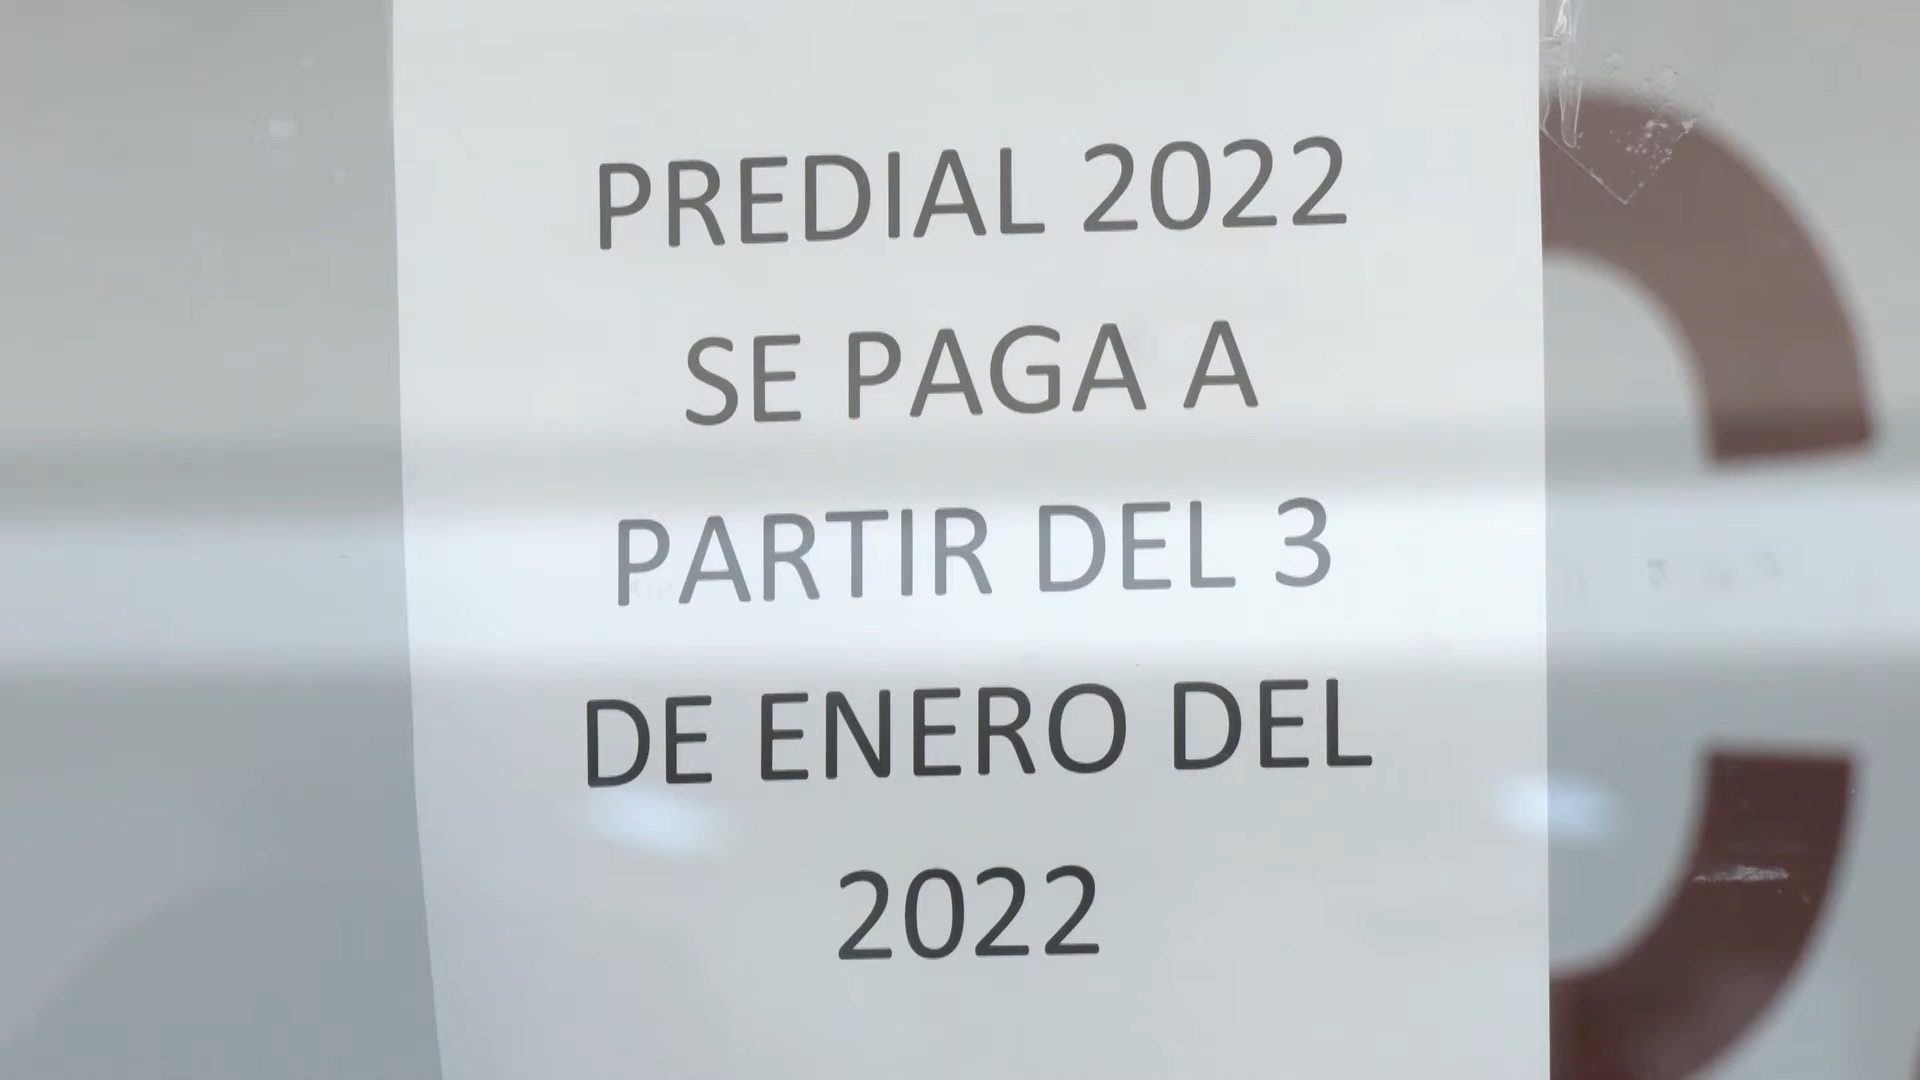 PREDIAL 2022
SE PAGA A
PARTIR DEL 3
DE ENERO DEL
2022